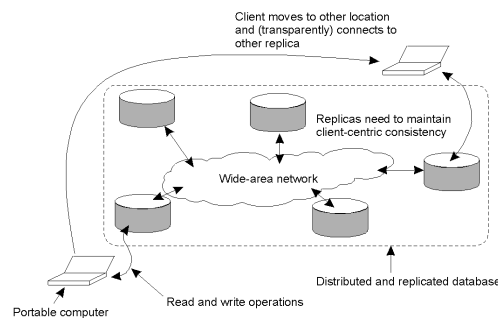 Client moves to other location
and (transparently) connects to
other replica
Replicas need to maintain
client-centric consistency
Wide-area network
Distributed and replicated database
Read and write operations
Portable computer